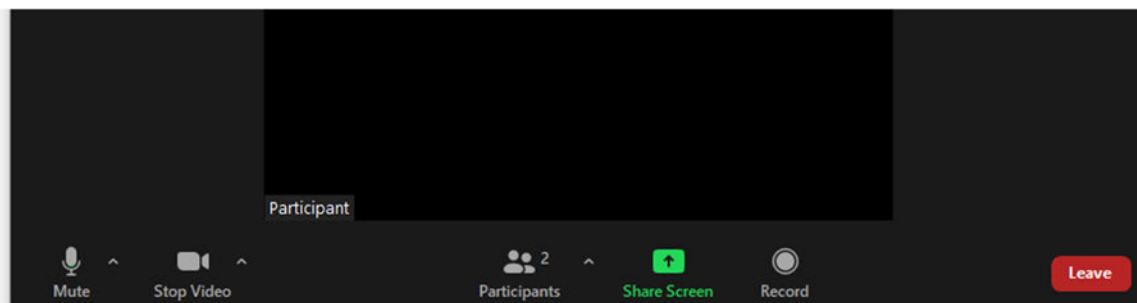 Participant
2
Mute
Stop Video
Participants
Share Screen
Record
Leave